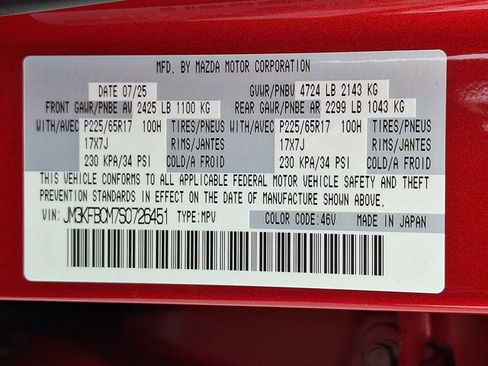 MFD. BY MAZDA MOTOR CORPORATION
DATE 07/25 GVWR/PNBV 4724 LB 2143 KG
FRONT GAWR/PNBE AV 2425 LB 1100 KG REAR GAWR/PNBE AR 2299 LB 1043 KG
WITH/AVEC P225/65R17 100H TIRES/PNEUS WITH/AVEC P225/65R17 100H TIRES/PNEUS
17X7J RIMS/JANTES 17X7J RIMS/JANTES
230 KPA/34 PSI COLD/A FROID 230 KPA/34 PSI COLD/A FROID
THIS VEHICLE CONFORMS TO ALL APPLICABLE FEDERAL MOTOR VEHICLE SAFETY AND THEFT
PREVENTION STANDARDS IN EFFECT ON THE DATE OF MANUFACTURE SHOWN ABOVE.
VIN: JM3KFBCM7S0726451 TYPE: MPV COLOR CODE: 46V MADE IN JAPAN